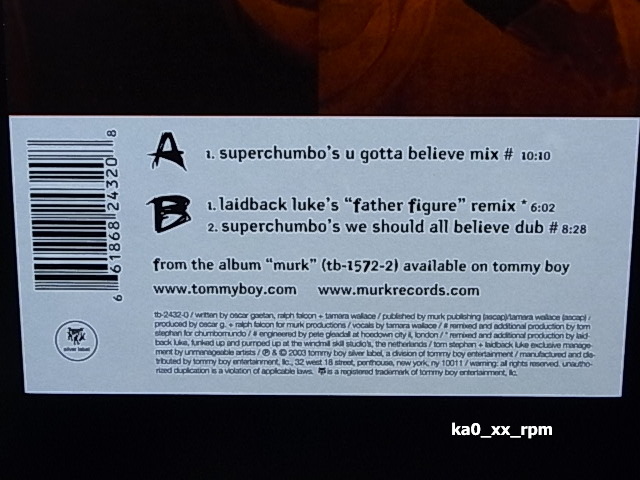 A
1. superchumbo's u gotta believe mix # 10:10
B
1. laidback luke's "father figure" remix * 6:02
2. superchumbo's we should all believe dub # 8:28
from the album "murk" (tb-1572-2) available on tommy boy
www.tommyboy.com www.murkrecords.com
tb-2432-0 / written by oscar gaetan, ralph falcon + tamara wallace / published by murk publishing (ascap)/tamara wallace (ascap) /
produced by oscar g. + ralph falcon for murk productions / vocals by tamara wallace / # remixed and additional production by tom
stephan for chumbomundo / # engineered by pete gleadall at hoedown city ii, london / * remixed and additional production by laid-
back luke, funked up and pumped up at the windmill skill studio's, the netherlands / tom stephan + laidback luke exclusive manage-
ment by unmanageable artists / ℗ & © 2003 tommy boy silver label, a division of tommy boy entertainment / manufactured and dis-
tributed by tommy boy entertainment, llc., 32 west 18 street, penthouse, new york, ny 10011 / warning: all rights reserved. unautho-
rized duplication is a violation of applicable laws. is a registered trademark of tommy boy entertainment, llc.
silver label
6 61868 24320 8
ka0_xx_rpm